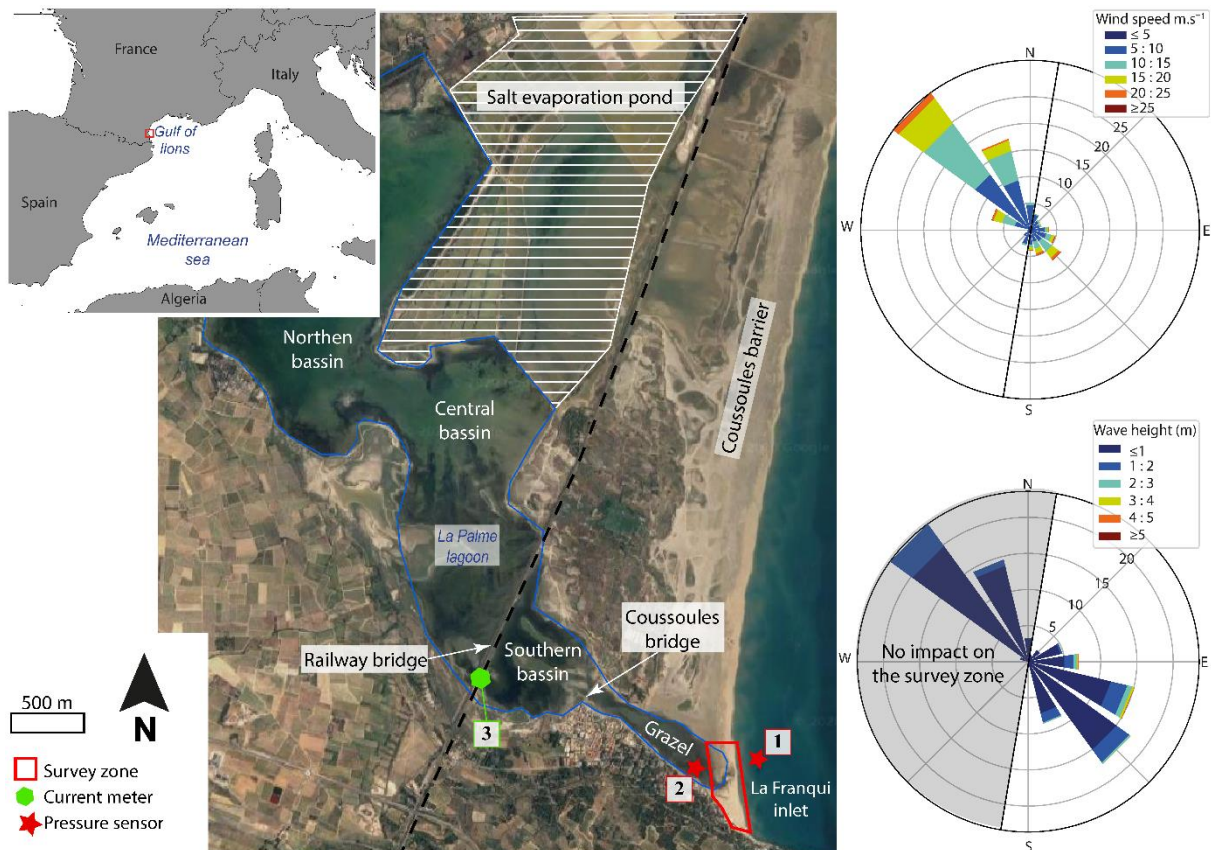 France
Italy
Gulf of
lions
Spain
Mediterranean
sea
Algeria
Salt evaporation pond
Coussoules barrier
Northen
bassin
Central
bassin
La Palme
lagoon
Coussoules
bridge
Railway bridge
Southern
bassin
Grazel
1
2
3
La Franqui
inlet
500 m
N
Survey zone
Current meter
Pressure sensor
Wind speed m.s⁻¹
≤ 5
5 : 10
10 : 15
15 : 20
20 : 25
≥25
N
25
20
15
10
5
W
E
S
Wave height (m)
≤1
1 : 2
2 : 3
3 : 4
4 : 5
≥5
N
20
15
10
5
W
E
No impact on
the survey zone
S